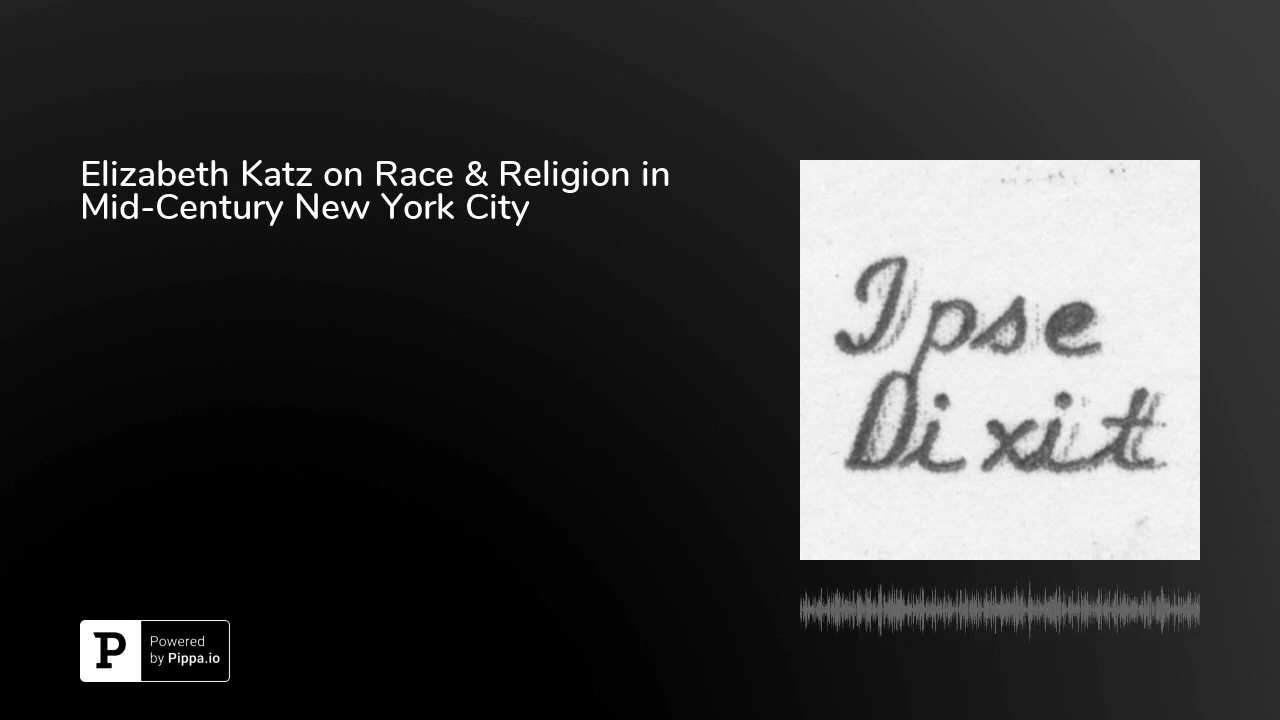 Elizabeth Katz on Race & Religion in
Mid-Century New York City
Ipse
Dixit
P
Powered
by Pippa.io